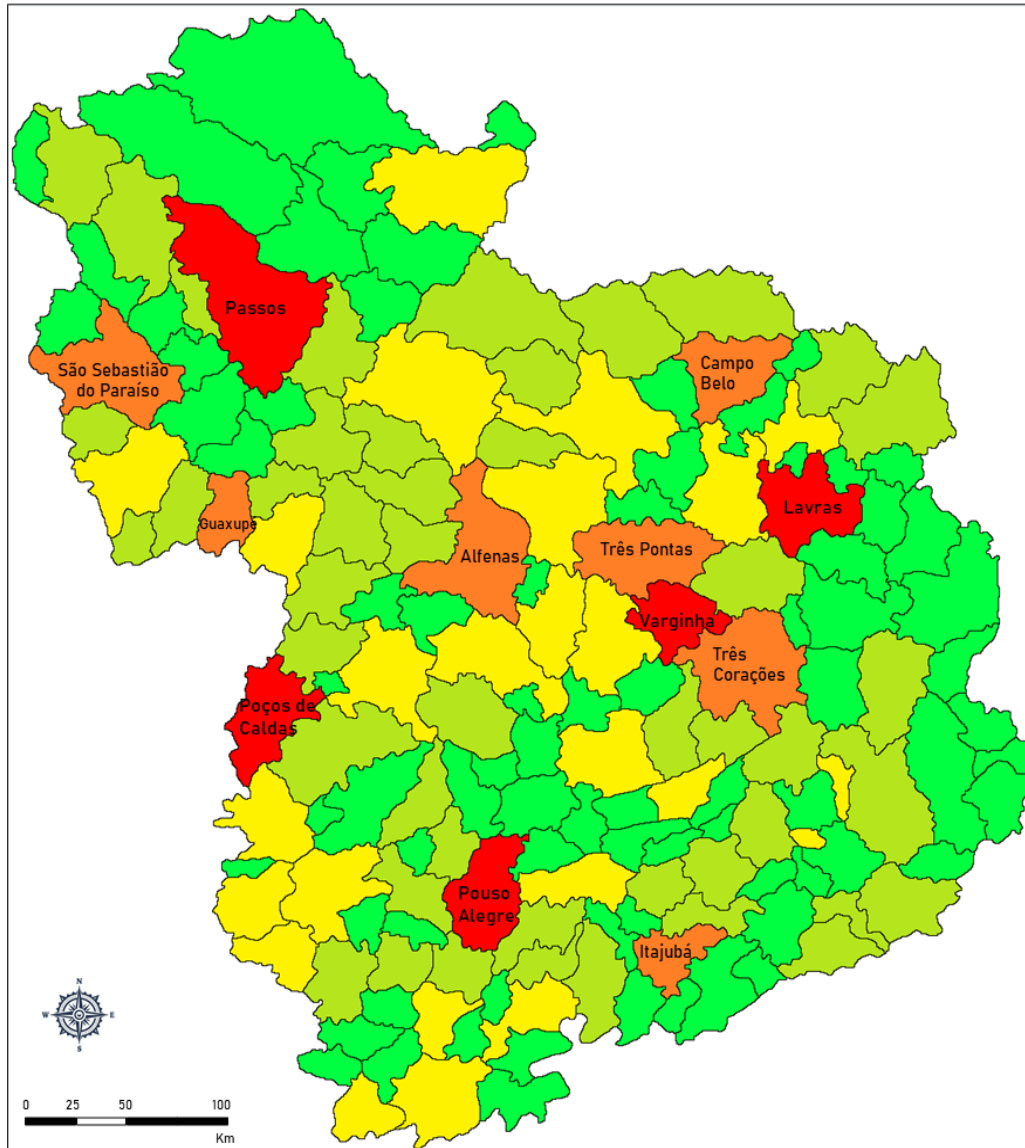 Passos
São Sebastião
do Paraíso
Campo
Belo
Guaxupé
Lavras
Alfenas
Três Pontas
Varginha
Três
Corações
Poços de
Caldas
Pouso
Alegre
Itajubá
N
W
E
S
0 25 50 100
Km